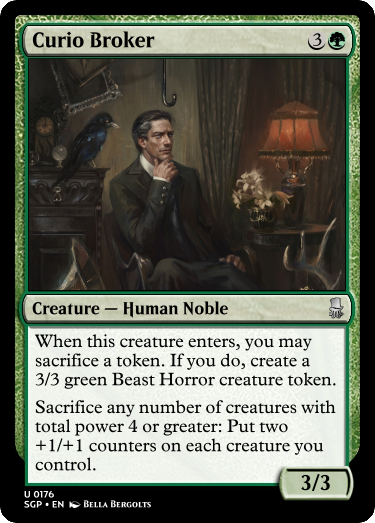 Curio Broker 3
Creature — Human Noble
When this creature enters, you may
sacrifice a token. If you do, create a
3/3 green Beast Horror creature token.
Sacrifice any number of creatures with
total power 4 or greater: Put two
+1/+1 counters on each creature you
control.
3/3
U 0176
SGP • EN Bella Bergolts